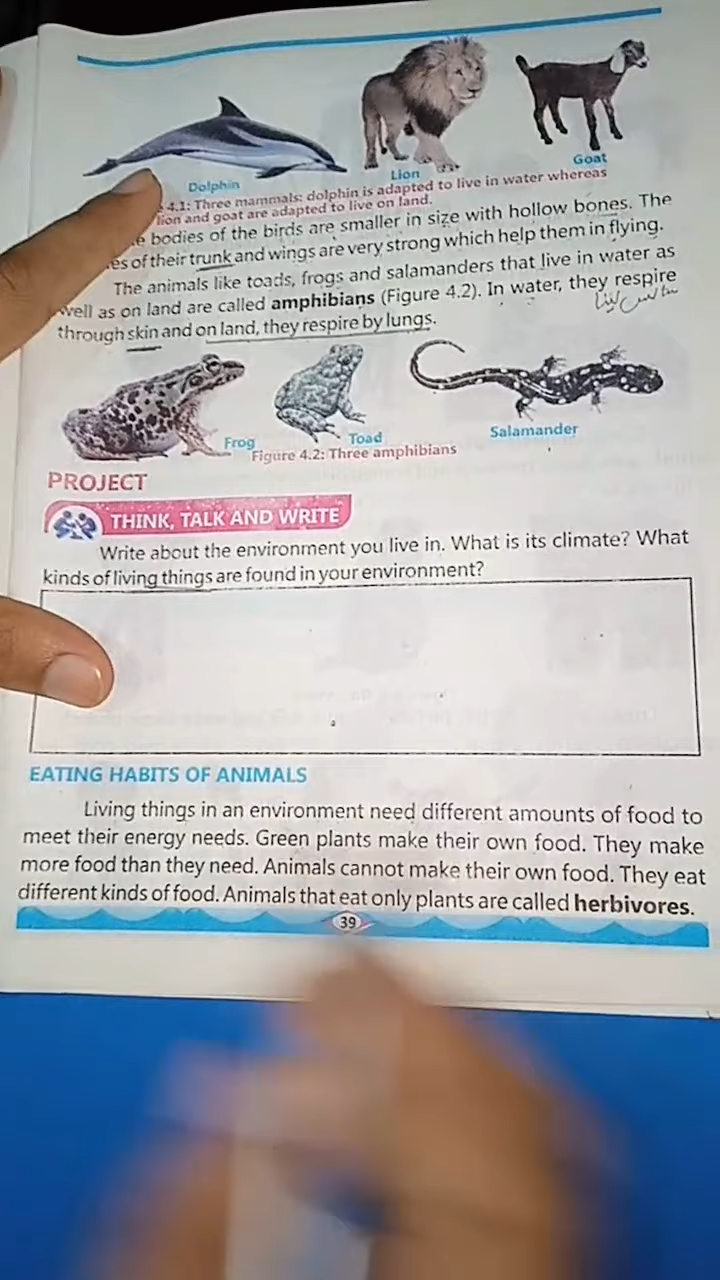 Dolphin
Lion
Goat
4.1: Three mammals: dolphin is adapted to live in water whereas
lion and goat are adapted to live on land.
bodies of the birds are smaller in size with hollow bones. The
of their trunk and wings are very strong which help them in flying.
The animals like toads, frogs and salamanders that live in water as
well as on land are called amphibians (Figure 4.2). In water, they respire
سانس لینا
through skin and on land, they respire by lungs.
Frog
Toad
Salamander
Figure 4.2: Three amphibians
PROJECT
THINK, TALK AND WRITE
Write about the environment you live in. What is its climate? What
kinds of living things are found in your environment?
EATING HABITS OF ANIMALS
Living things in an environment need different amounts of food to
meet their energy needs. Green plants make their own food. They make
more food than they need. Animals cannot make their own food. They eat
different kinds of food. Animals that eat only plants are called herbivores.
39